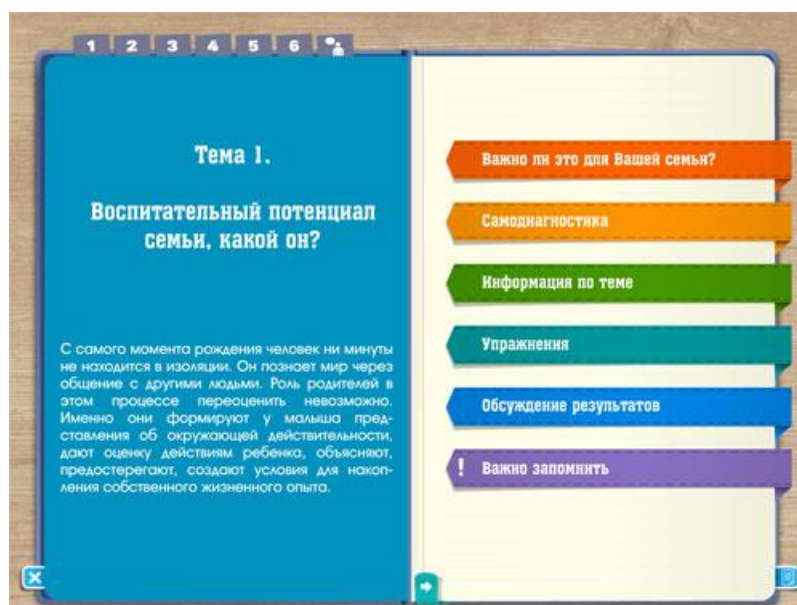 1 2 3 4 5 6
Тема 1.
Воспитательный потенциал
семьи, какой он?
С самого момента рождения человек ни минуты
не находится в изоляции. Он познает мир через
общение с другими людьми. Роль родителей в
этом процессе переоценить невозможно.
Именно они формируют у малыша пред-
ставления об окружающей действительности,
дают оценку действиям ребенка, объясняют,
предостерегают, создают условия для накоп-
ления собственного жизненного опыта.
Важно ли это для Вашей семьи?
Самодиагностика
Информация по теме
Упражнения
Обсуждение результатов
! Важно запомнить